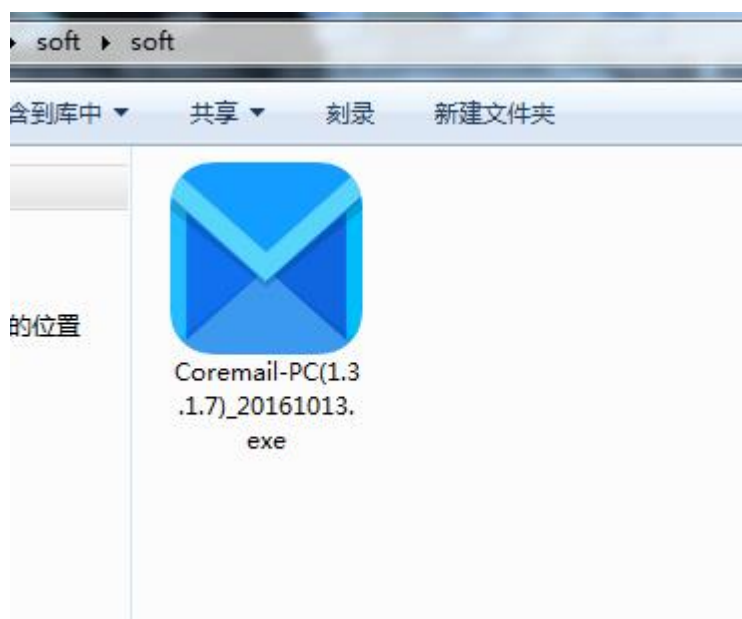 soft ▸ soft
含到库中 共享 刻录 新建文件夹
的位置
Coremail-PC(1.3
.1.7)_20161013.
exe